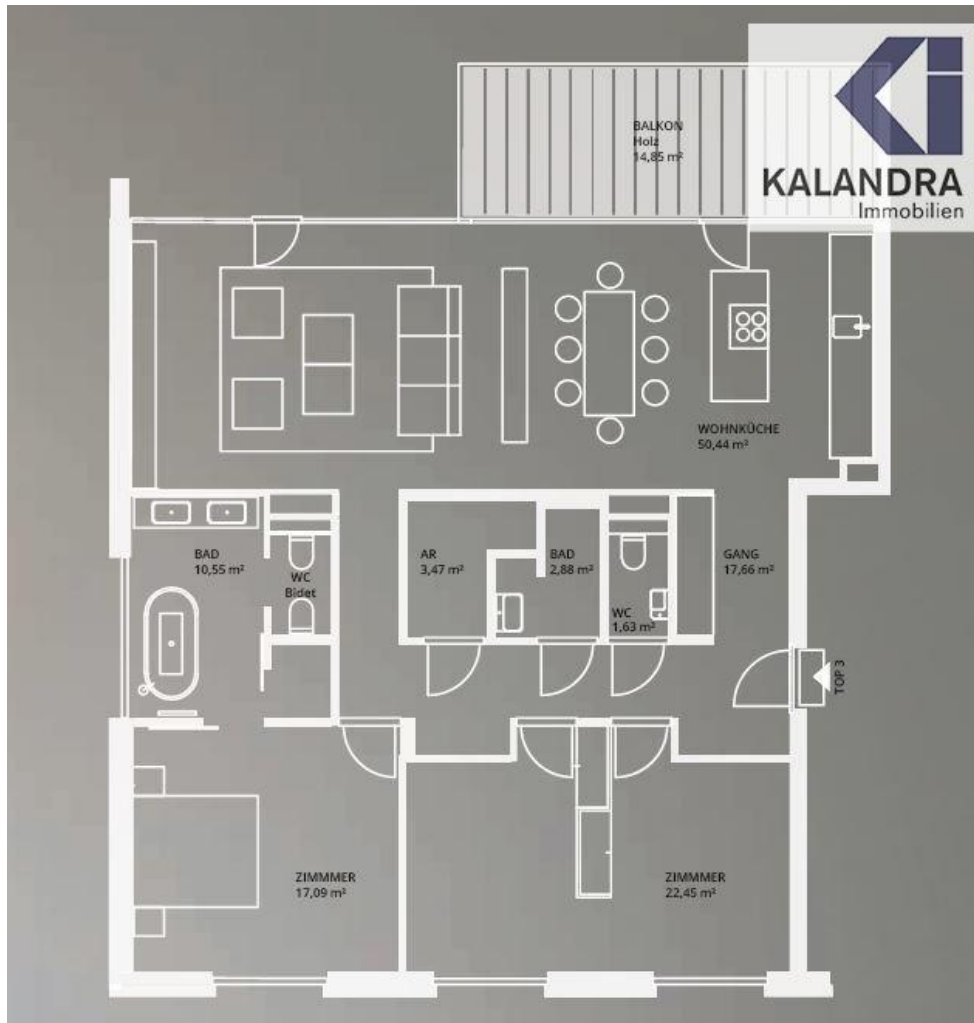 KALANDRA
Immobilien
BALKON
Holz
14,85 m²
WOHNKÜCHE
50,44 m²
BAD
10,55 m²
WC
Bidet
AR
3,47 m²
BAD
2,88 m²
WC
1,63 m²
GANG
17,66 m²
TOP 3
ZIMMMER
17,09 m²
ZIMMMER
22,45 m²